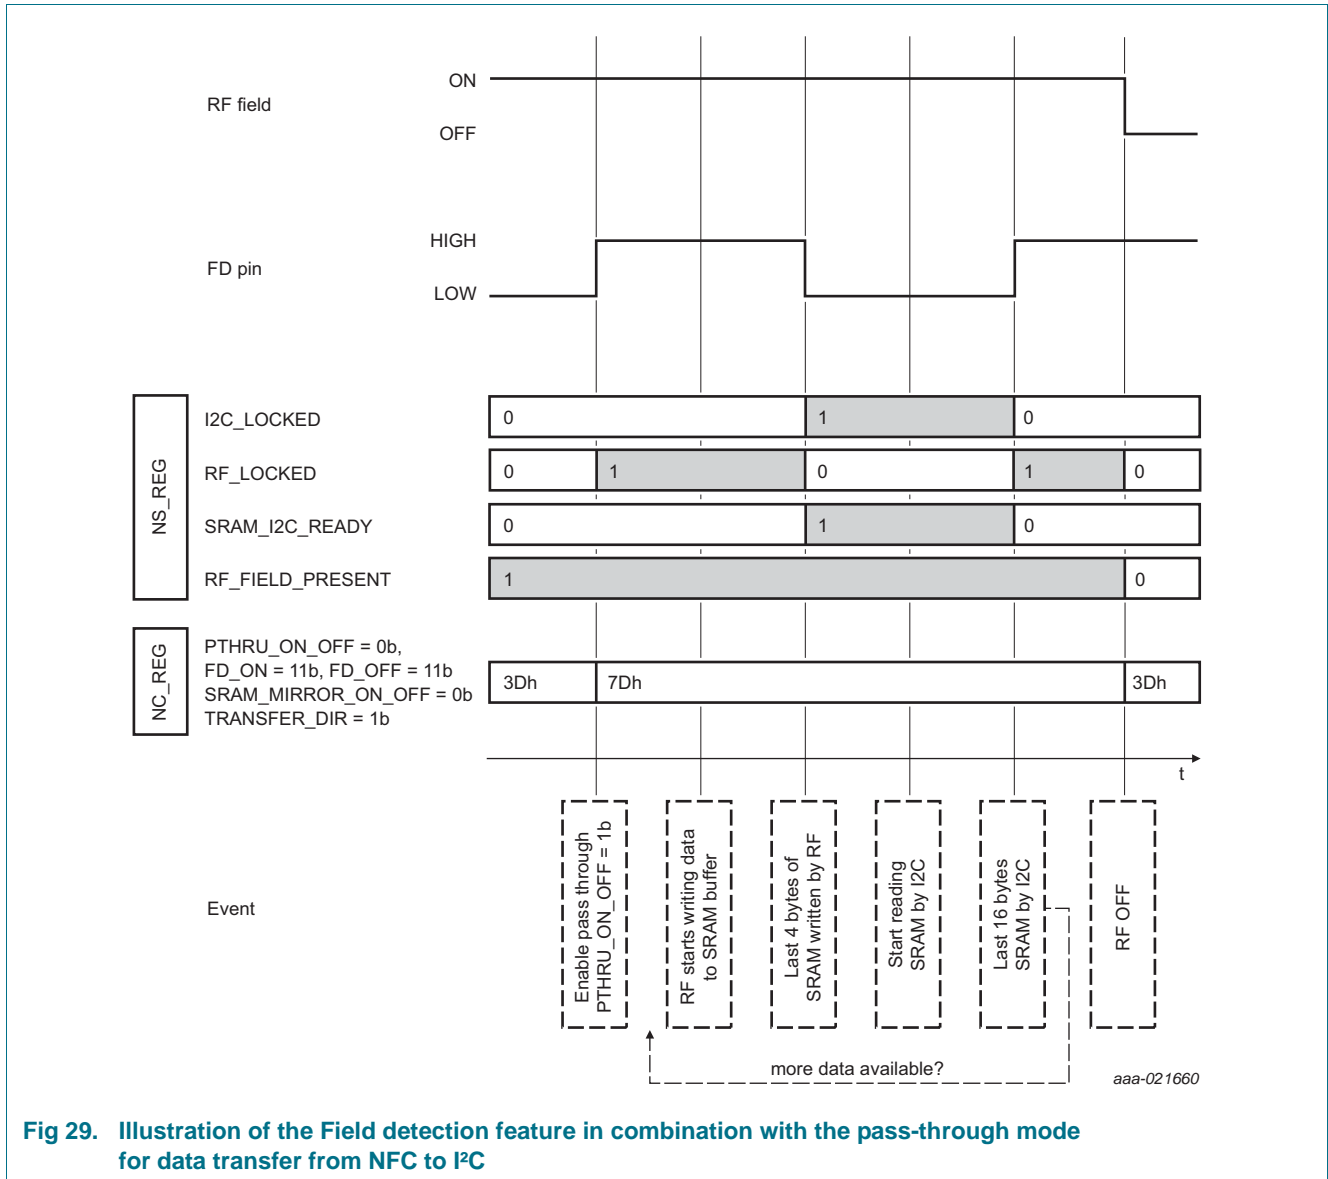 RF field
ON
OFF
FD pin
HIGH
LOW
NS_REG
I2C_LOCKED
0
1
0
RF_LOCKED
0
1
0
1
0
SRAM_I2C_READY
0
1
0
RF_FIELD_PRESENT
1
0
NC_REG
PTHRU_ON_OFF = 0b,
FD_ON = 11b, FD_OFF = 11b
SRAM_MIRROR_ON_OFF = 0b
TRANSFER_DIR = 1b
3Dh
7Dh
3Dh
t
Event
Enable pass through
PTHRU_ON_OFF = 1b
RF starts writing data
to SRAM buffer
Last 4 bytes of
SRAM written by RF
Start reading
SRAM by I2C
Last 16 bytes
SRAM by I2C
RF OFF
more data available?
aaa-021660
Fig 29. Illustration of the Field detection feature in combination with the pass-through mode
for data transfer from NFC to I²C